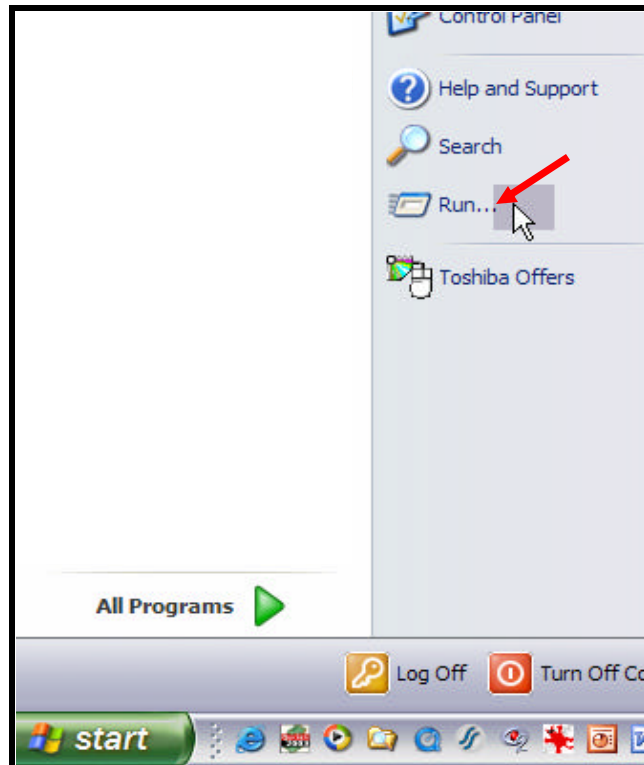 Control Panel
Help and Support
Search
Run...
Toshiba Offers
All Programs
Log Off
Turn Off Co
start